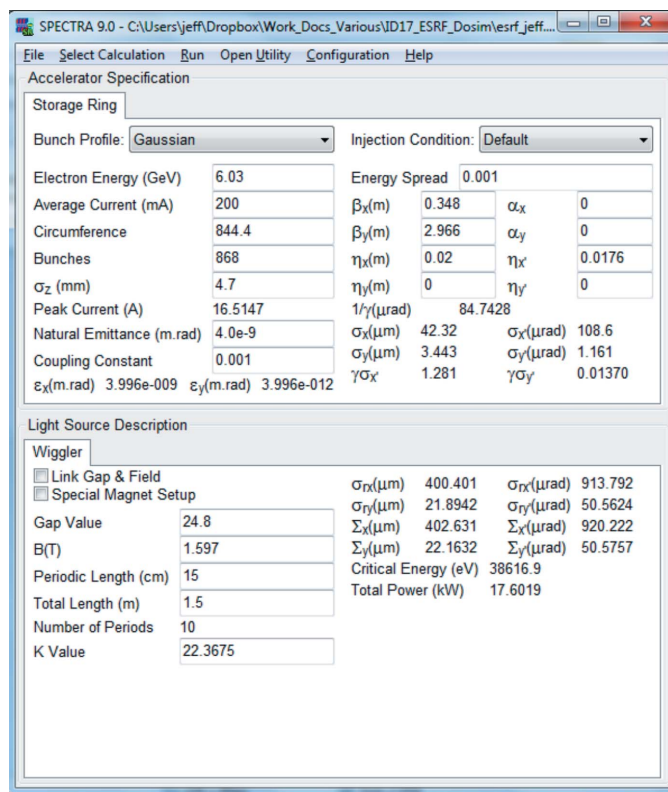 SPECTRA 9.0 - C:\Users\jeff\Dropbox\Work_Docs_Various\ID17_ESRF_Dosim\esrf_jeff....
File Select Calculation Run Open Utility Configuration Help
Accelerator Specification
Storage Ring
Bunch Profile: Gaussian Injection Condition: Default
Electron Energy (GeV) 6.03 Energy Spread 0.001
Average Current (mA) 200 βx(m) 0.348 αx 0
Circumference 844.4 βy(m) 2.966 αy 0
Bunches 868 ηx(m) 0.02 ηx' 0.0176
σz (mm) 4.7 ηy(m) 0 ηy' 0
Peak Current (A) 16.5147 1/γ(μrad) 84.7428
Natural Emittance (m.rad) 4.0e-9 σx(μm) 42.32 σx'(μrad) 108.6
Coupling Constant 0.001 σy(μm) 3.443 σy'(μrad) 1.161
εx(m.rad) 3.996e-009 εy(m.rad) 3.996e-012 γσx' 1.281 γσy' 0.01370
Light Source Description
Wiggler
Link Gap & Field σrx(μm) 400.401 σrx'(μrad) 913.792
Special Magnet Setup σry(μm) 21.8942 σry'(μrad) 50.5624
Gap Value 24.8 Σx(μm) 402.631 Σx'(μrad) 920.222
B(T) 1.597 Σy(μm) 22.1632 Σy'(μrad) 50.5757
Periodic Length (cm) 15 Critical Energy (eV) 38616.9
Total Length (m) 1.5 Total Power (kW) 17.6019
Number of Periods 10
K Value 22.3675